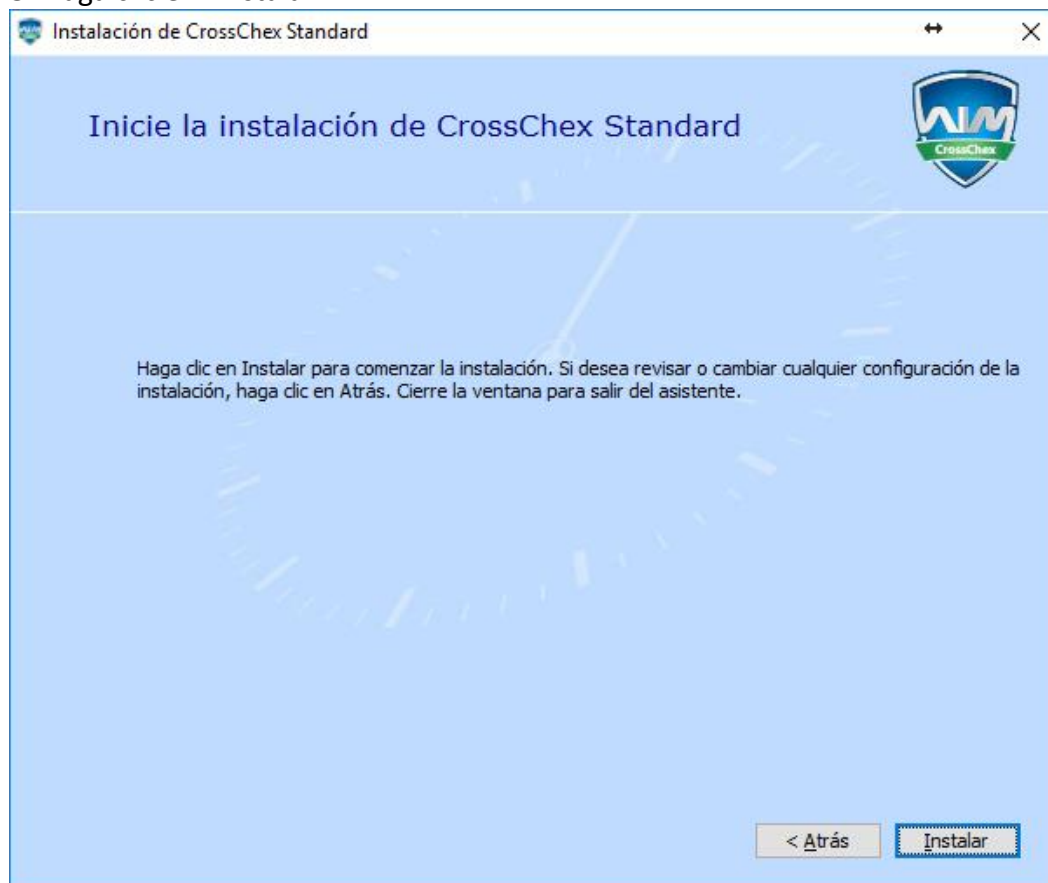 Instalación de CrossChex Standard
Inicie la instalación de CrossChex Standard
AIM
CrossChex
Haga clic en Instalar para comenzar la instalación. Si desea revisar o cambiar cualquier configuración de la
instalación, haga clic en Atrás. Cierre la ventana para salir del asistente.
< Atrás
Instalar